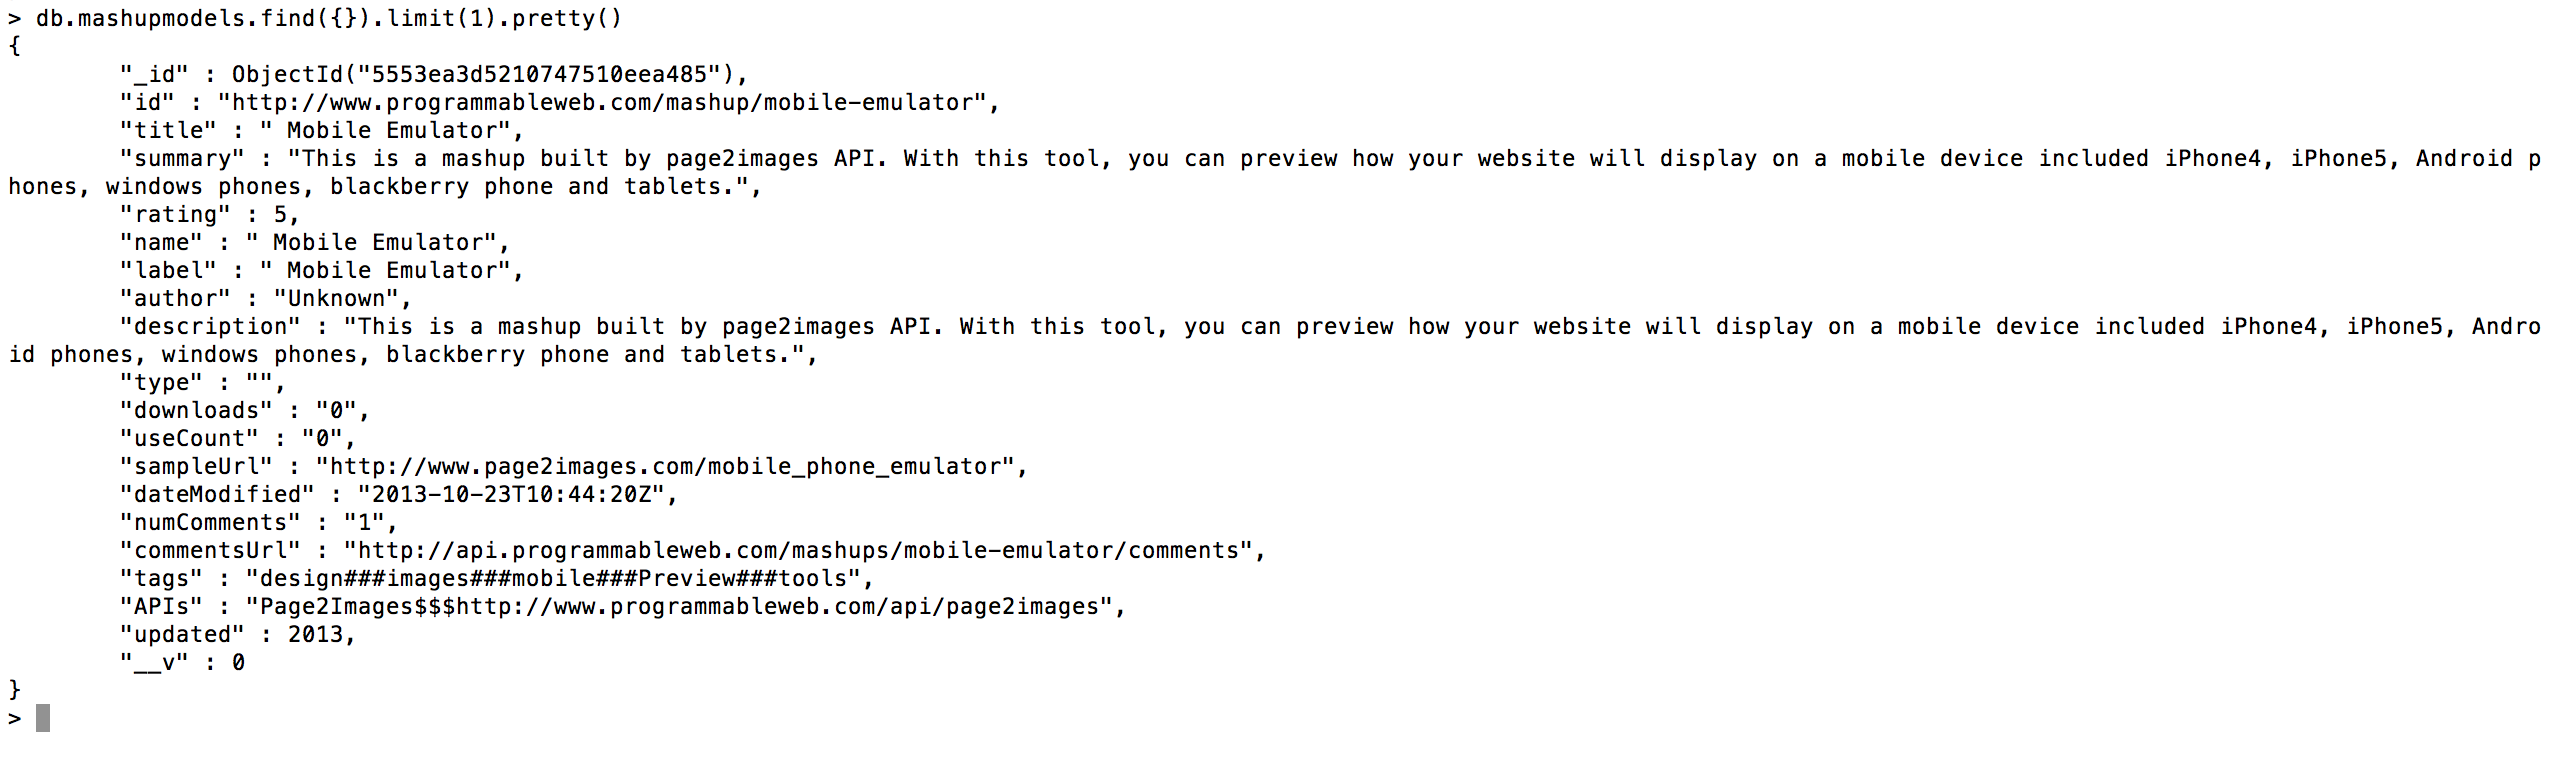 > db.mashupmodels.find({}).limit(1).pretty()
{
"_id" : ObjectId("5553ea3d5210747510eea485"),
"id" : "http://www.programmableweb.com/mashup/mobile-emulator",
"title" : " Mobile Emulator",
"summary" : "This is a mashup built by page2images API. With this tool, you can preview how your website will display on a mobile device included iPhone4, iPhone5, Android p
hones, windows phones, blackberry phone and tablets.",
"rating" : 5,
"name" : " Mobile Emulator",
"label" : " Mobile Emulator",
"author" : "Unknown",
"description" : "This is a mashup built by page2images API. With this tool, you can preview how your website will display on a mobile device included iPhone4, iPhone5, Andro
id phones, windows phones, blackberry phone and tablets.",
"type" : "",
"downloads" : "0",
"useCount" : "0",
"sampleUrl" : "http://www.page2images.com/mobile_phone_emulator",
"dateModified" : "2013-10-23T10:44:20Z",
"numComments" : "1",
"commentsUrl" : "http://api.programmableweb.com/mashups/mobile-emulator/comments",
"tags" : "design###images###mobile###Preview###tools",
"APIs" : "Page2Images$$$http://www.programmableweb.com/api/page2images",
"updated" : 2013,
"__v" : 0
}
>